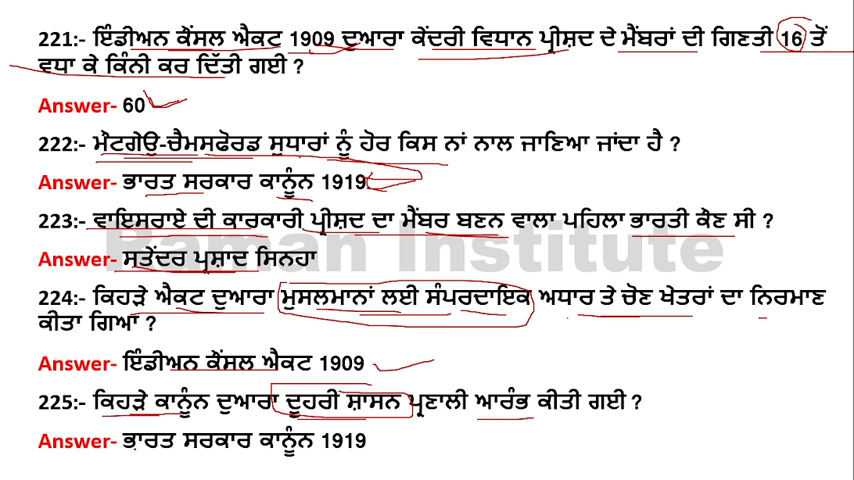 221:- ਇੰਡੀਅਨ ਕੌਂਸਲ ਐਕਟ 1909 ਦੁਆਰਾ ਕੇਂਦਰੀ ਵਿਧਾਨ ਪ੍ਰੀਸ਼ਦ ਦੇ ਮੈਂਬਰਾਂ ਦੀ ਗਿਣਤੀ 16 ਤੋਂ
ਵਧਾ ਕੇ ਕਿੰਨੀ ਕਰ ਦਿੱਤੀ ਗਈ ?
Answer- 60
222:- ਮੌਟਗੇਉ-ਚੈਮਸਫੋਰਡ ਸੁਧਾਰਾਂ ਨੂੰ ਹੋਰ ਕਿਸ ਨਾਂ ਨਾਲ ਜਾਣਿਆ ਜਾਂਦਾ ਹੈ ?
Answer- ਭਾਰਤ ਸਰਕਾਰ ਕਾਨੂੰਨ 1919
223:- ਵਾਇਸਰਾਏ ਦੀ ਕਾਰਕਾਰੀ ਪ੍ਰੀਸ਼ਦ ਦਾ ਮੈਂਬਰ ਬਣਨ ਵਾਲਾ ਪਹਿਲਾ ਭਾਰਤੀ ਕੌਣ ਸੀ ?
Raman Institute
Answer- ਸਤੇਂਦਰ ਪ੍ਰਸ਼ਾਦ ਸਿਨਹਾ
224:- ਕਿਹੜੇ ਐਕਟ ਦੁਆਰਾ ਮੁਸਲਮਾਨਾਂ ਲਈ ਸੰਪਰਦਾਇਕ ਅਧਾਰ ਤੇ ਚੋਣ ਖੇਤਰਾਂ ਦਾ ਨਿਰਮਾਣ
ਕੀਤਾ ਗਿਆ ?
Answer- ਇੰਡੀਅਨ ਕੌਂਸਲ ਐਕਟ 1909
225:- ਕਿਹੜੇ ਕਾਨੂੰਨ ਦੁਆਰਾ ਦੂਹਰੀ ਸ਼ਾਸਨ ਪ੍ਰਣਾਲੀ ਆਰੰਭ ਕੀਤੀ ਗਈ ?
Answer- ਭਾਰਤ ਸਰਕਾਰ ਕਾਨੂੰਨ 1919